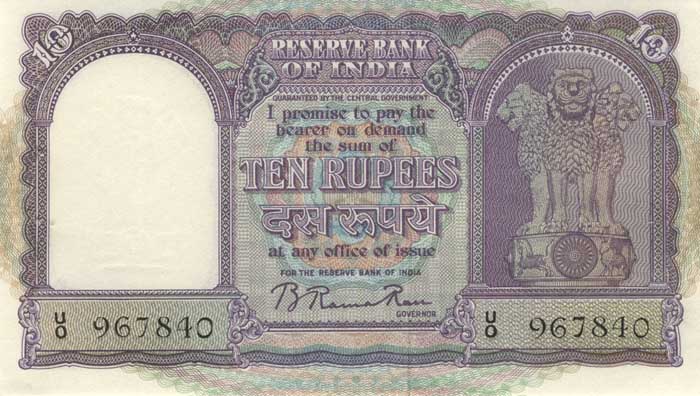 10
10
RESERVE BANK
OF INDIA
GUARANTEED BY THE CENTRAL GOVERNMENT
I promise to pay the
bearer on demand
the sum of
TEN RUPEES
दस रूपये
at any office of issue
FOR THE RESERVE BANK OF INDIA
B Rama Rau
GOVERNOR
U/0 967840
U/0 967840